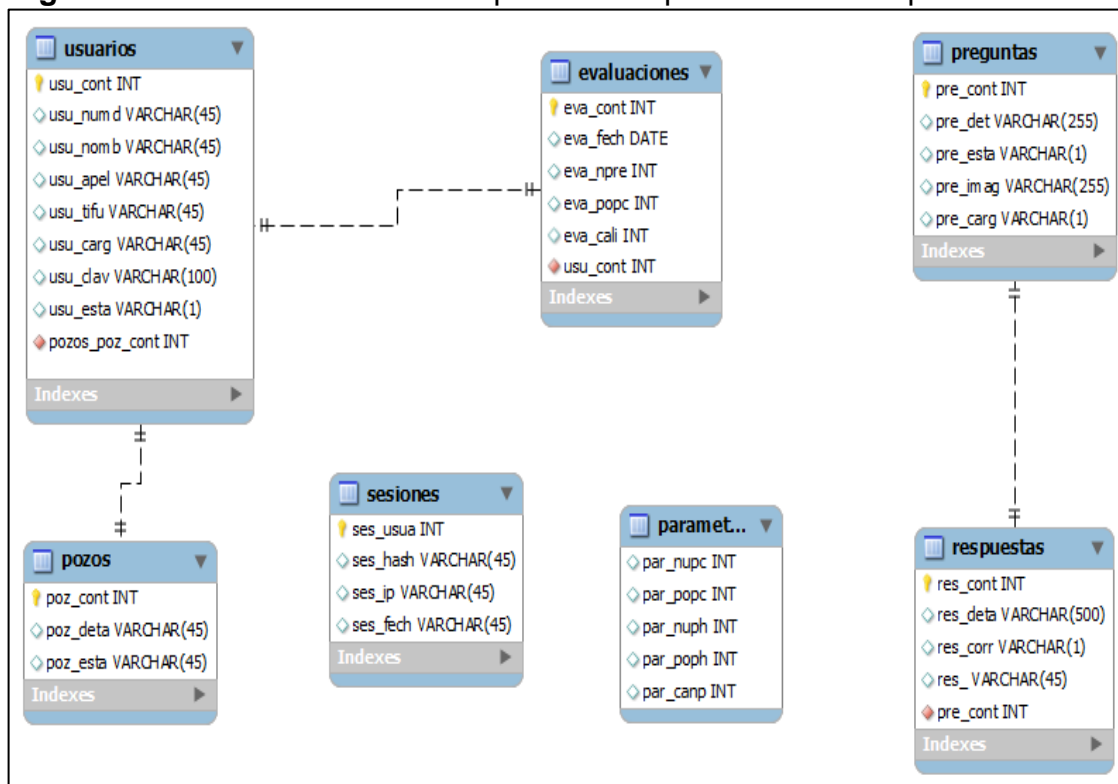 usuarios
usu_cont INT
usu_numd VARCHAR(45)
usu_nomb VARCHAR(45)
usu_apel VARCHAR(45)
usu_tifu VARCHAR(45)
usu_carg VARCHAR(45)
usu_clav VARCHAR(100)
usu_esta VARCHAR(1)
pozos_poz_cont INT
Indexes
evaluaciones
eva_cont INT
eva_fech DATE
eva_npre INT
eva_popc INT
eva_cali INT
usu_cont INT
Indexes
preguntas
pre_cont INT
pre_det VARCHAR(255)
pre_esta VARCHAR(1)
pre_imag VARCHAR(255)
pre_carg VARCHAR(1)
Indexes
pozos
poz_cont INT
poz_deta VARCHAR(45)
poz_esta VARCHAR(45)
Indexes
sesiones
ses_usua INT
ses_hash VARCHAR(45)
ses_ip VARCHAR(45)
ses_fech VARCHAR(45)
Indexes
paramet...
par_nupc INT
par_popc INT
par_nuph INT
par_poph INT
par_canp INT
respuestas
res_cont INT
res_deta VARCHAR(500)
res_corr VARCHAR(1)
res_ VARCHAR(45)
pre_cont INT
Indexes